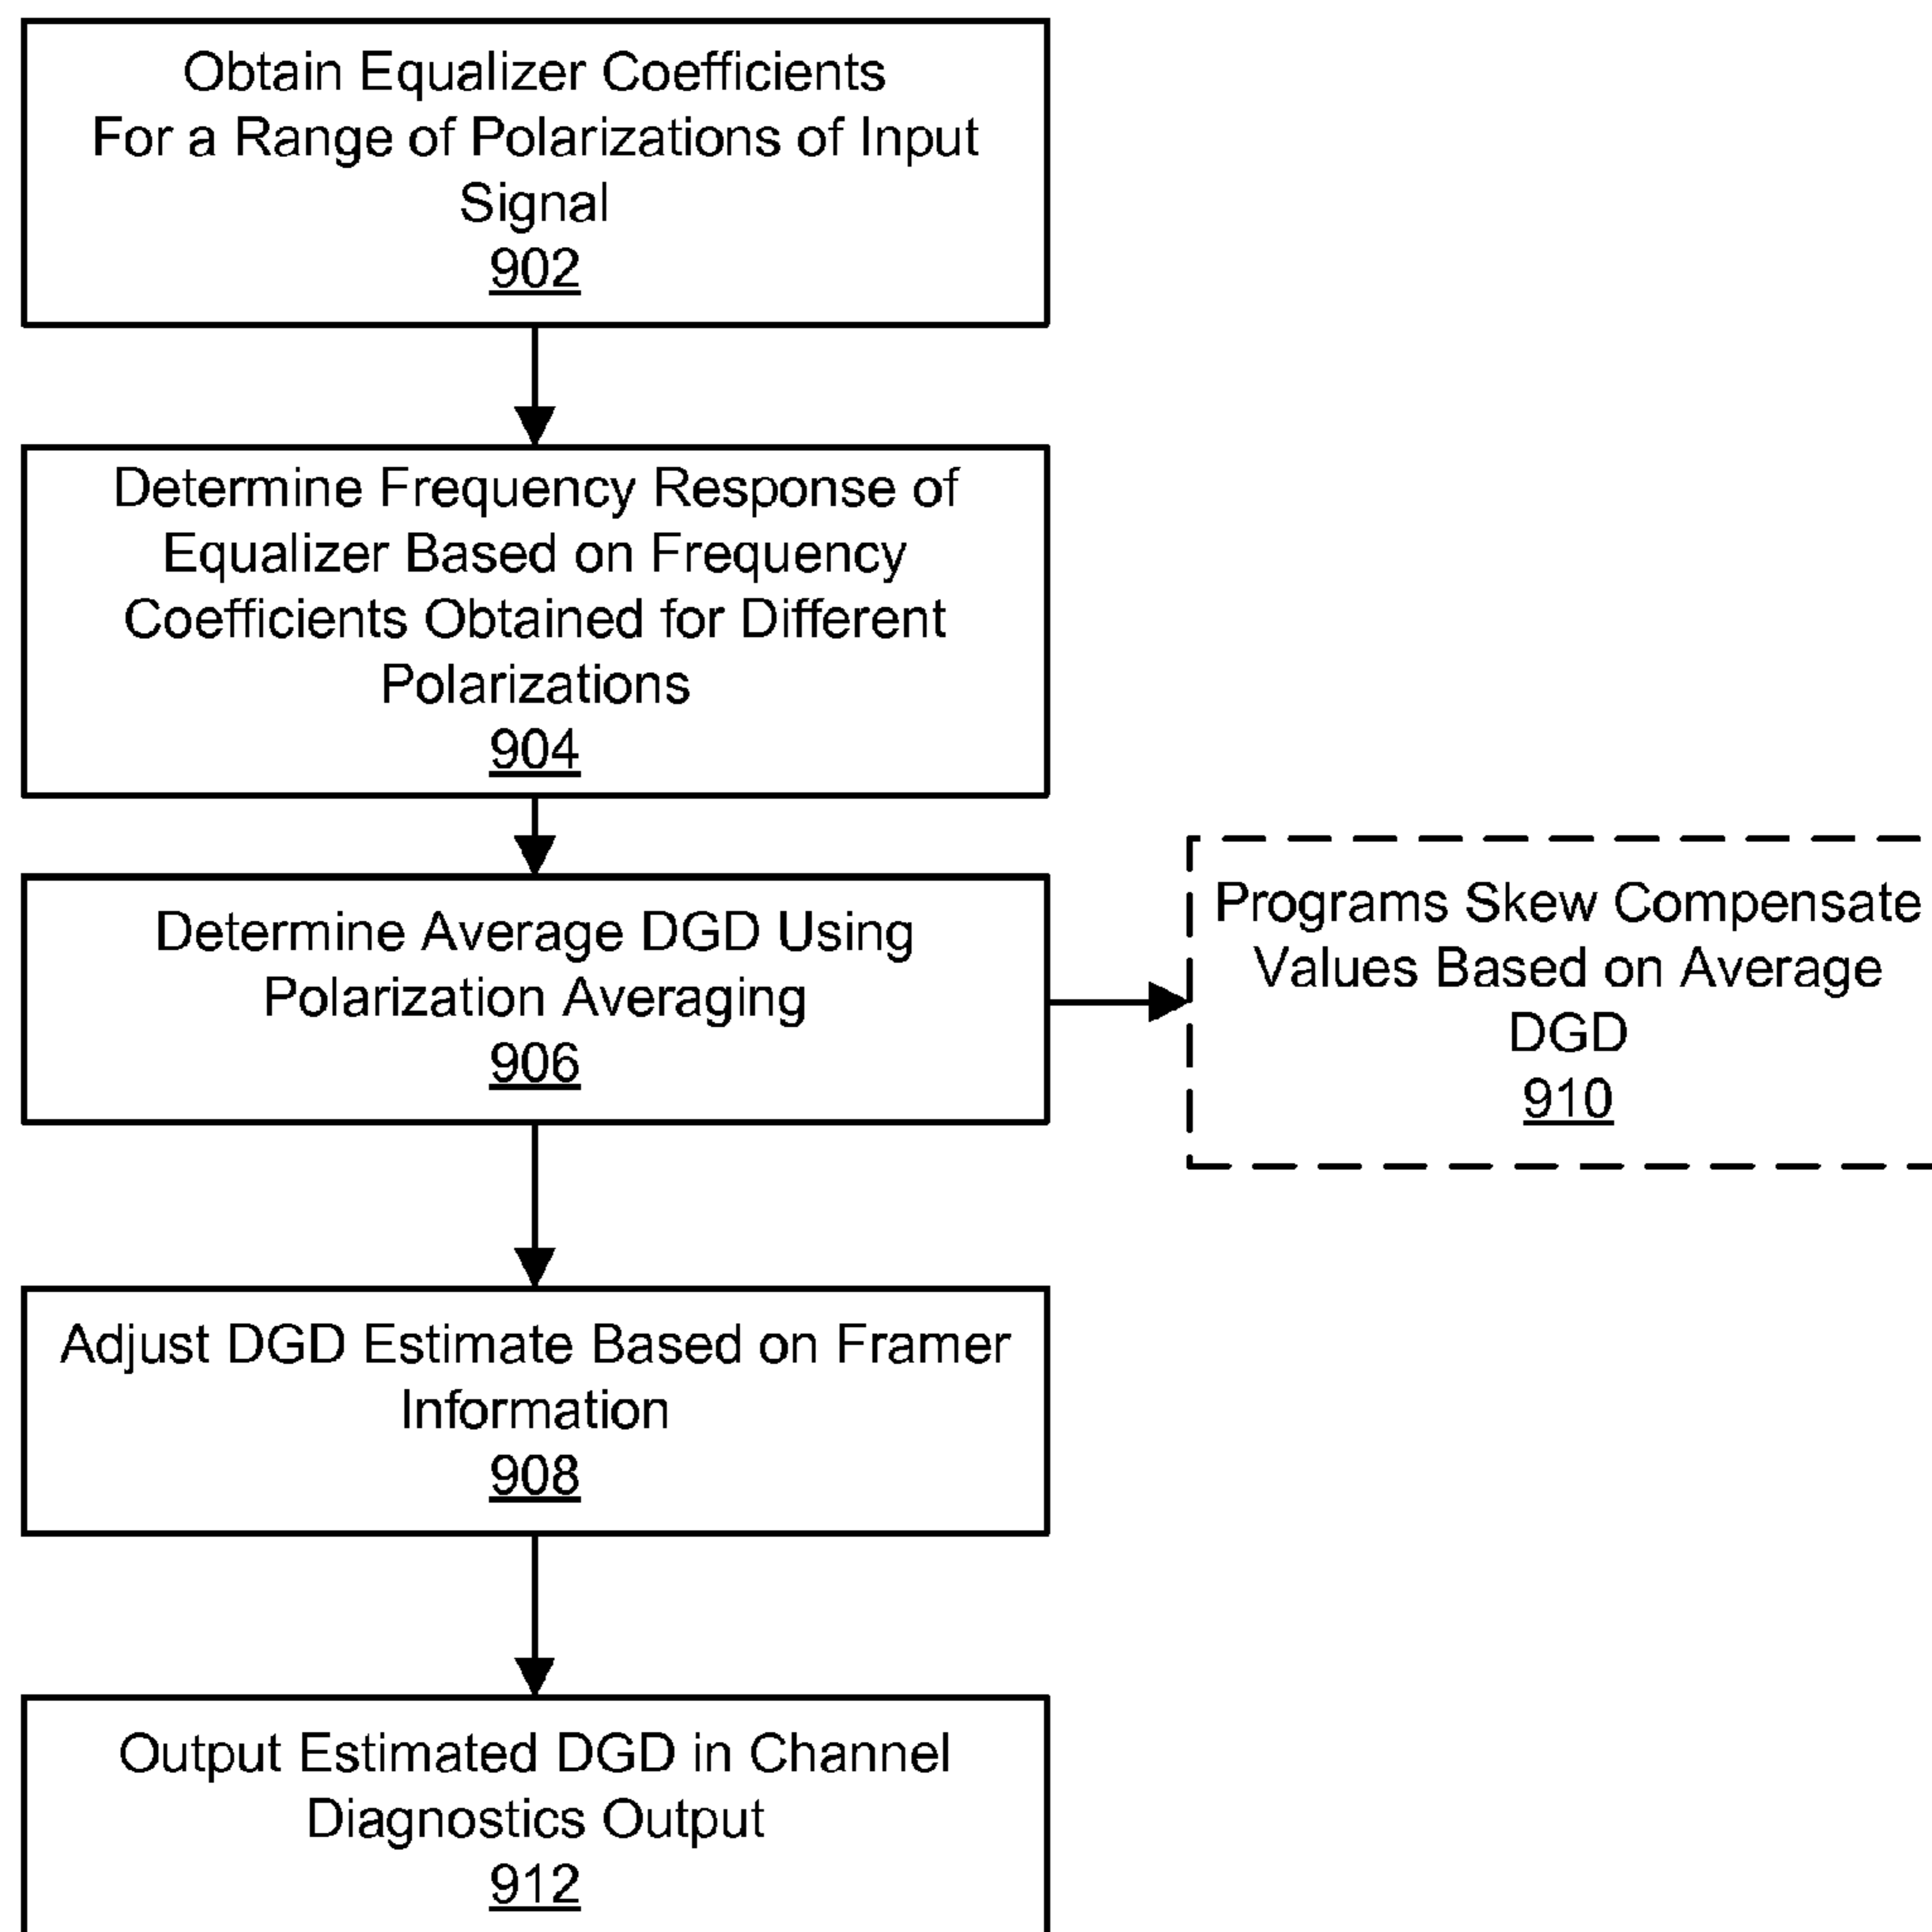 Obtain Equalizer Coefficients
For a Range of Polarizations of Input
Signal
902
Determine Frequency Response of
Equalizer Based on Frequency
Coefficients Obtained for Different
Polarizations
904
Determine Average DGD Using
Polarization Averaging
906
Programs Skew Compensate
Values Based on Average
DGD
910
Adjust DGD Estimate Based on Framer
Information
908
Output Estimated DGD in Channel
Diagnostics Output
912